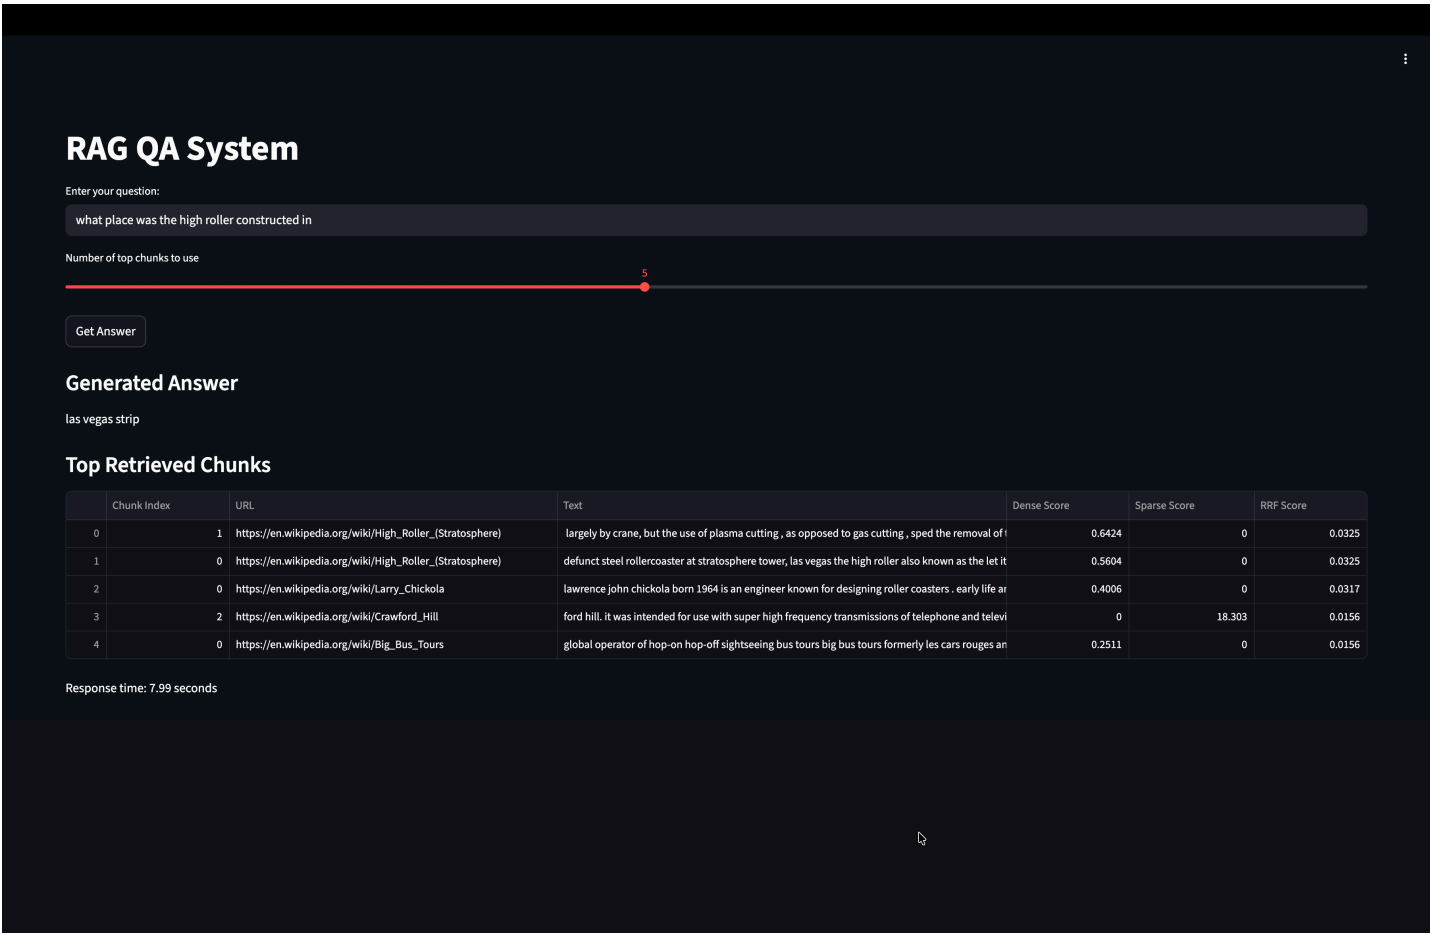 RAG QA System
Enter your question:
what place was the high roller constructed in
Number of top chunks to use
5
Get Answer
Generated Answer
las vegas strip
Top Retrieved Chunks
Chunk Index URL Text Dense Score Sparse Score RRF Score
0 1 https://en.wikipedia.org/wiki/High_Roller_(Stratosphere) largely by crane, but the use of plasma cutting , as opposed to gas cutting , sped the removal of 0.6424 0 0.0325
1 0 https://en.wikipedia.org/wiki/High_Roller_(Stratosphere) defunct steel rollercoaster at stratosphere tower, las vegas the high roller also known as the let it 0.5604 0 0.0325
2 0 https://en.wikipedia.org/wiki/Larry_Chickola lawrence john chickola born 1964 is an engineer known for designing roller coasters . early life 0.4006 0 0.0317
3 2 https://en.wikipedia.org/wiki/Crawford_Hill ford hill. it was intended for use with super high frequency transmissions of telephone and televi 0 18.303 0.0156
4 0 https://en.wikipedia.org/wiki/Big_Bus_Tours global operator of hop-on hop-off sightseeing bus tours big bus tours formerly les cars rouges 0.2511 0 0.0156
Response time: 7.99 seconds